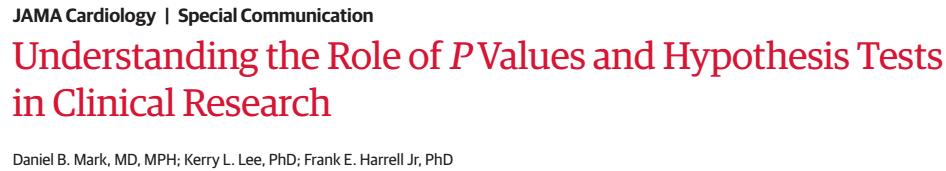 JAMA Cardiology | Special Communication
Understanding the Role of P Values and Hypothesis Tests
in Clinical Research
Daniel B. Mark, MD, MPH; Kerry L. Lee, PhD; Frank E. Harrell Jr, PhD